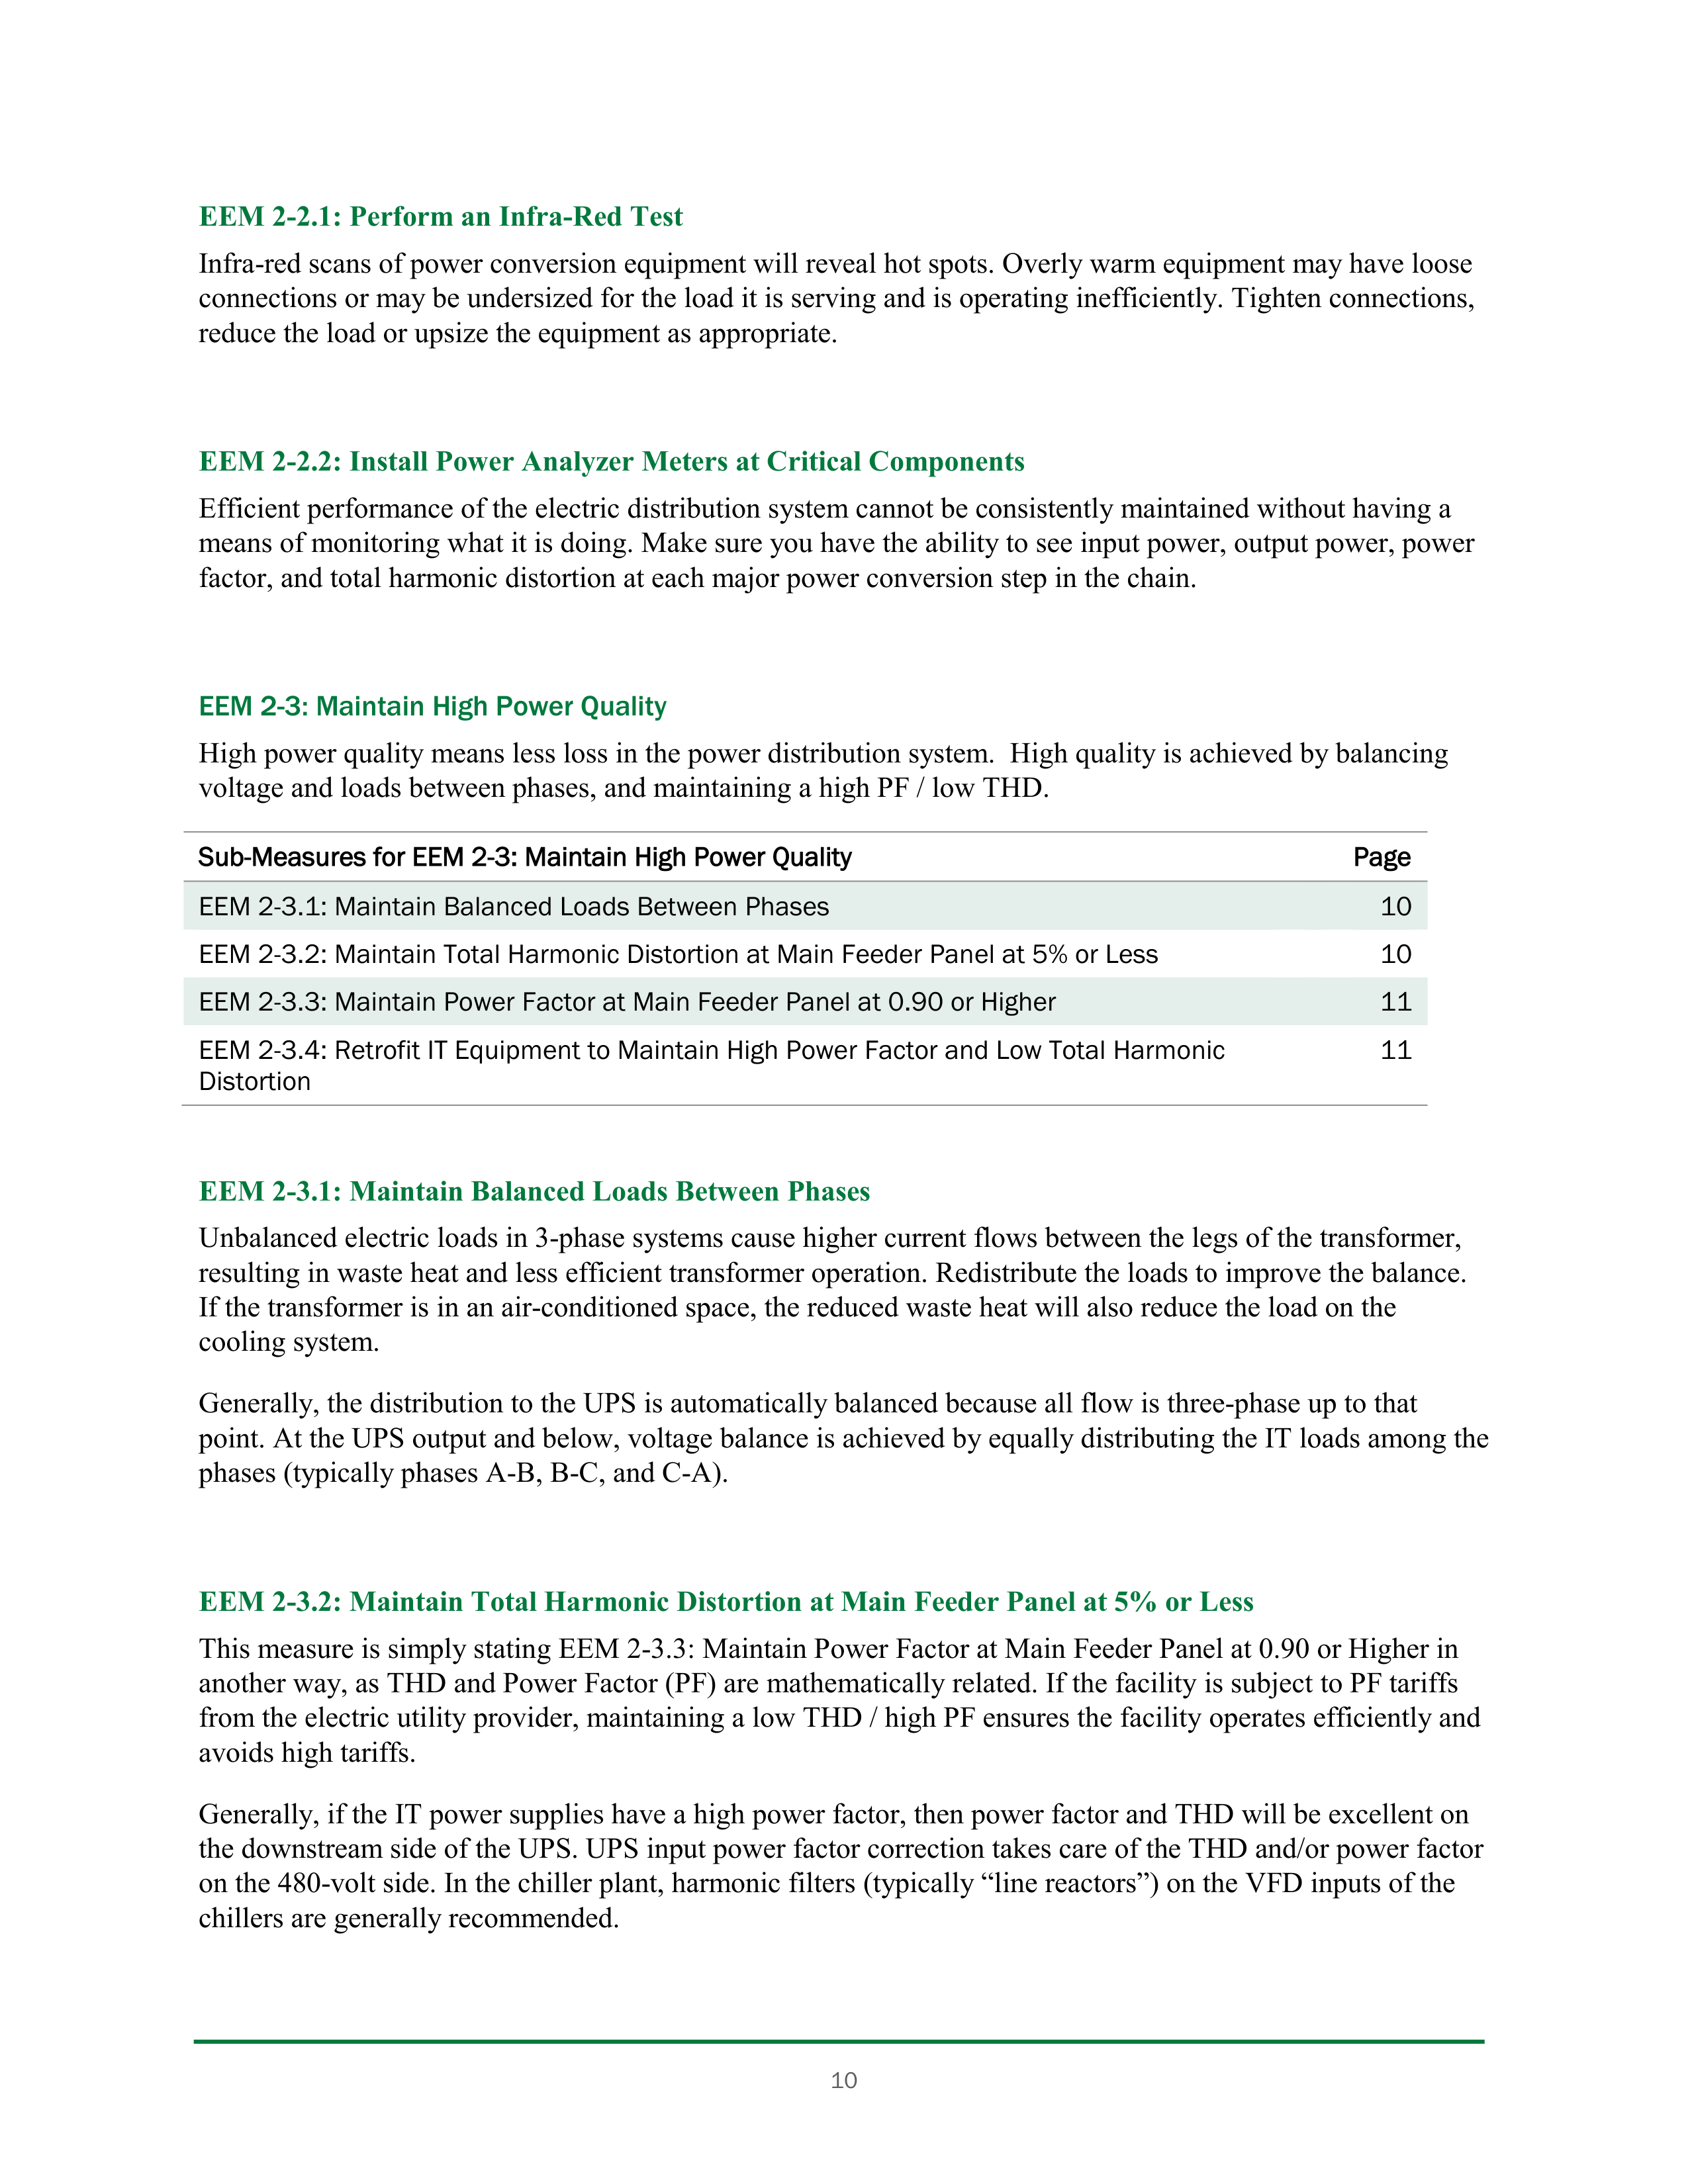 EEM 2-2.1: Perform an Infra-Red Test
Infra-red scans of power conversion equipment will reveal hot spots. Overly warm equipment may have loose
connections or may be undersized for the load it is serving and is operating inefficiently. Tighten connections,
reduce the load or upsize the equipment as appropriate.
EEM 2-2.2: Install Power Analyzer Meters at Critical Components
Efficient performance of the electric distribution system cannot be consistently maintained without having a
means of monitoring what it is doing. Make sure you have the ability to see input power, output power, power
factor, and total harmonic distortion at each major power conversion step in the chain.
EEM 2-3: Maintain High Power Quality
High power quality means less loss in the power distribution system.  High quality is achieved by balancing
voltage and loads between phases, and maintaining a high PF / low THD.
Sub-Measures for EEM 2-3: Maintain High Power Quality Page
EEM 2-3.1: Maintain Balanced Loads Between Phases 10
EEM 2-3.2: Maintain Total Harmonic Distortion at Main Feeder Panel at 5% or Less 10
EEM 2-3.3: Maintain Power Factor at Main Feeder Panel at 0.90 or Higher 11
EEM 2-3.4: Retrofit IT Equipment to Maintain High Power Factor and Low Total Harmonic 11
Distortion
EEM 2-3.1: Maintain Balanced Loads Between Phases
Unbalanced electric loads in 3-phase systems cause higher current flows between the legs of the transformer,
resulting in waste heat and less efficient transformer operation. Redistribute the loads to improve the balance.
If the transformer is in an air-conditioned space, the reduced waste heat will also reduce the load on the
cooling system.
Generally, the distribution to the UPS is automatically balanced because all flow is three-phase up to that
point. At the UPS output and below, voltage balance is achieved by equally distributing the IT loads among the
phases (typically phases A-B, B-C, and C-A).
EEM 2-3.2: Maintain Total Harmonic Distortion at Main Feeder Panel at 5% or Less
This measure is simply stating EEM 2-3.3: Maintain Power Factor at Main Feeder Panel at 0.90 or Higher in
another way, as THD and Power Factor (PF) are mathematically related. If the facility is subject to PF tariffs
from the electric utility provider, maintaining a low THD / high PF ensures the facility operates efficiently and
avoids high tariffs.
Generally, if the IT power supplies have a high power factor, then power factor and THD will be excellent on
the downstream side of the UPS. UPS input power factor correction takes care of the THD and/or power factor
on the 480-volt side. In the chiller plant, harmonic filters (typically “line reactors”) on the VFD inputs of the
chillers are generally recommended.
10